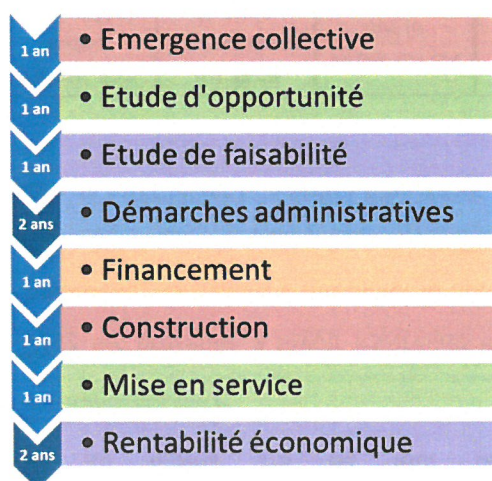 1 an • Emergence collective
1 an • Etude d'opportunité
1 an • Etude de faisabilité
2 ans • Démarches administratives
1 an • Financement
1 an • Construction
1 an • Mise en service
2 ans • Rentabilité économique